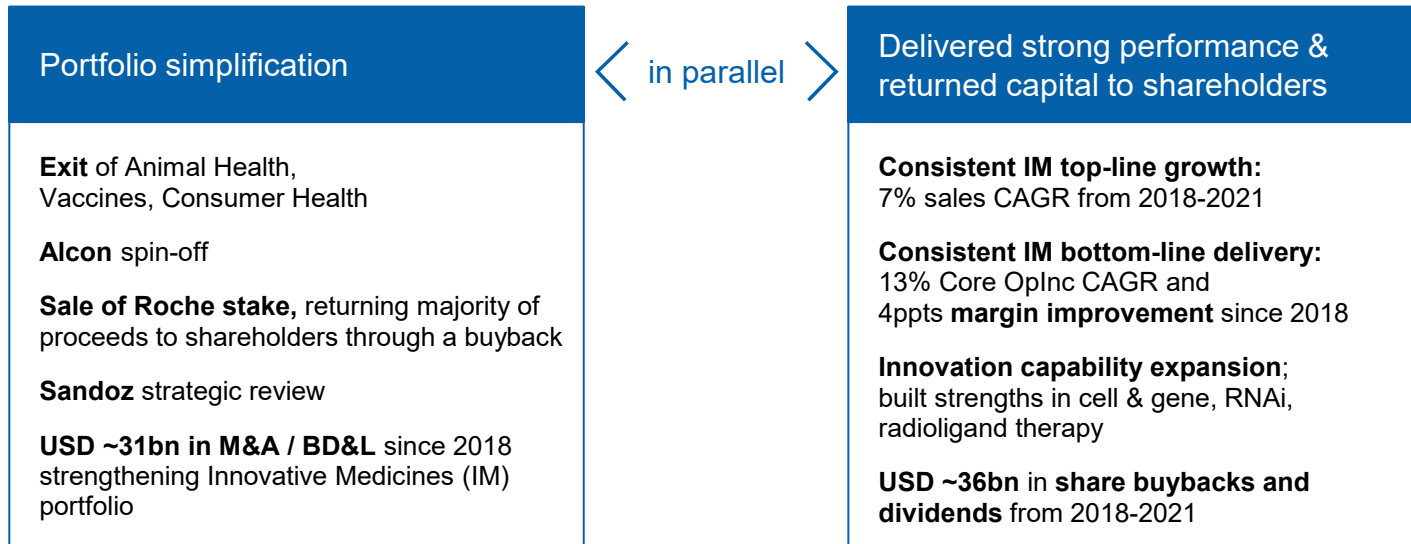 Portfolio simplification
Exit of Animal Health,
Vaccines, Consumer Health
Alcon spin-off
Sale of Roche stake, returning majority of
proceeds to shareholders through a buyback
Sandoz strategic review
USD ~31bn in M&A / BD&L since 2018
strengthening Innovative Medicines (IM)
portfolio
in parallel
Delivered strong performance &
returned capital to shareholders
Consistent IM top-line growth:
7% sales CAGR from 2018-2021
Consistent IM bottom-line delivery:
13% Core OpInc CAGR and
4ppts margin improvement since 2018
Innovation capability expansion;
built strengths in cell & gene, RNAi,
radioligand therapy
USD ~36bn in share buybacks and
dividends from 2018-2021